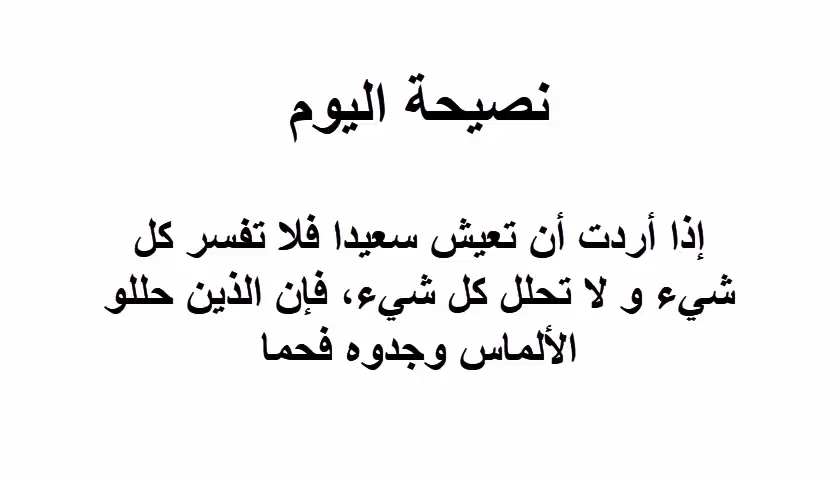 نصيحة اليوم
إذا أردت أن تعيش سعيدا فلا تفسر كل
شيء و لا تحلل كل شيء، فإن الذين حللو
الألماس وجدوه فحما